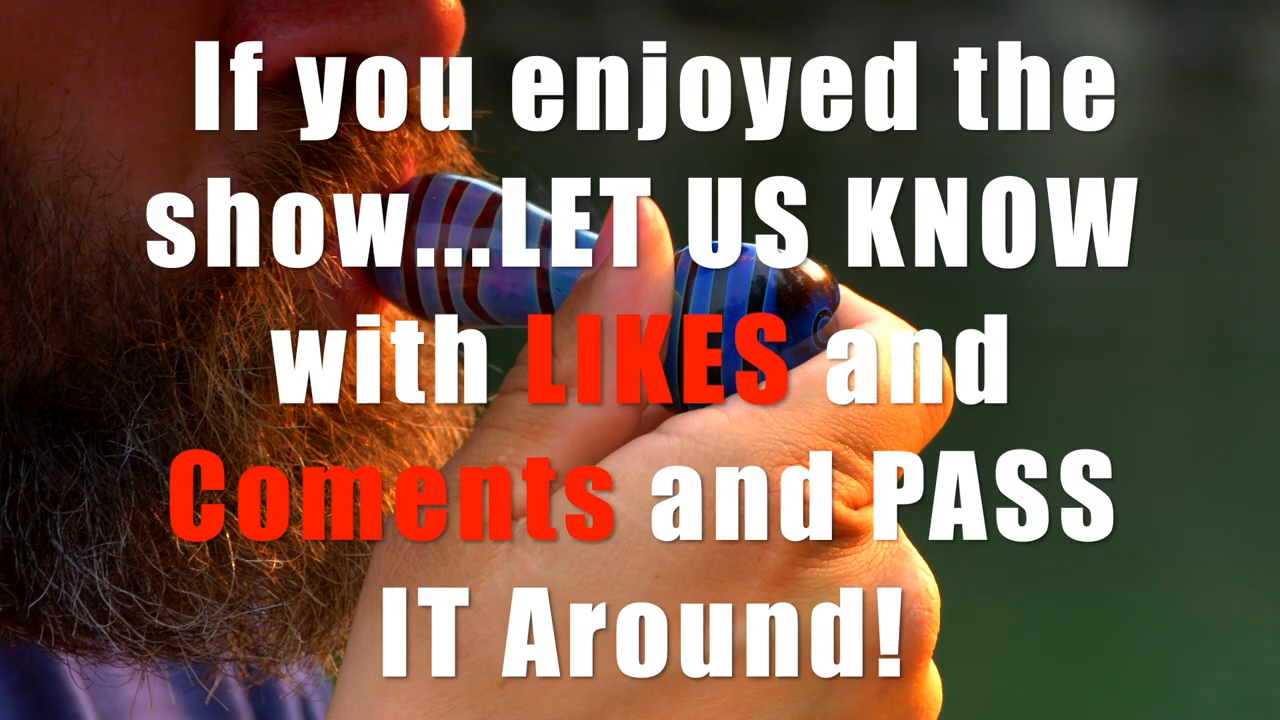 If you enjoyed the
show...LET US KNOW
with LIKES and
Coments and PASS
IT Around!